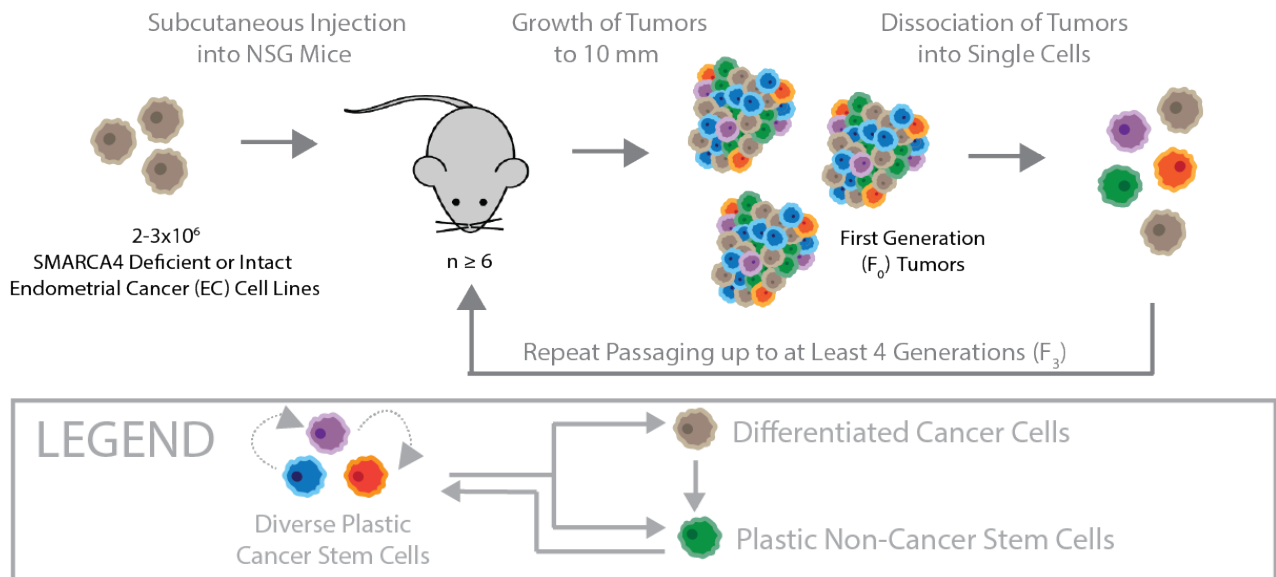 Subcutaneous Injection
into NSG Mice
Growth of Tumors
to 10 mm
Dissociation of Tumors
into Single Cells
2-3x10⁶
SMARCA4 Deficient or Intact
Endometrial Cancer (EC) Cell Lines
n ≥ 6
First Generation
(F₀) Tumors
Repeat Passaging up to at Least 4 Generations (F₃)
LEGEND
Diverse Plastic
Cancer Stem Cells
Differentiated Cancer Cells
Plastic Non-Cancer Stem Cells